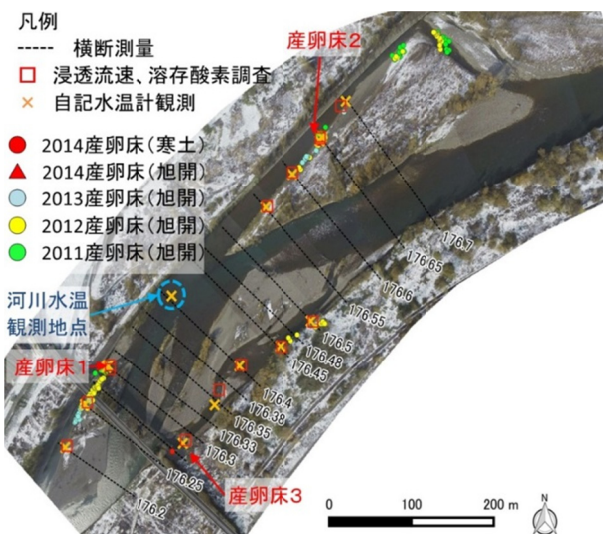 凡例
横断測量
浸透流速、溶存酸素調査
自記水温計観測
2014産卵床(寒土)
2014産卵床(旭開)
2013産卵床(旭開)
2012産卵床(旭開)
2011産卵床(旭開)
産卵床2
河川水温
観測地点
産卵床1
産卵床3
176.7
176.65
176.6
176.55
176.5
176.48
176.45
176.4
176.38
176.35
176.33
176.3
176.25
176.2
0 100 200 m
N